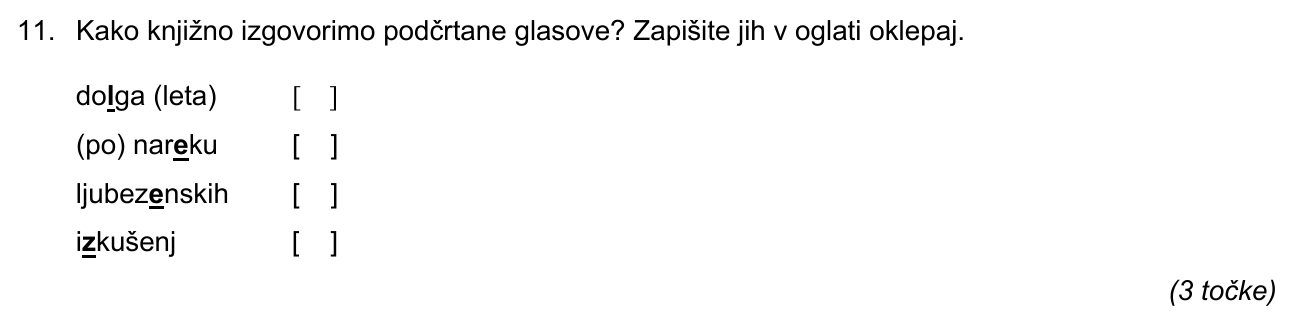 11. Kako knjižno izgovorimo podčrtane glasove? Zapišite jih v oglati oklepaj.
dolga (leta) [ ]
(po) nareku [ ]
ljubezenskih [ ]
izkušenj [ ]
(3 točke)